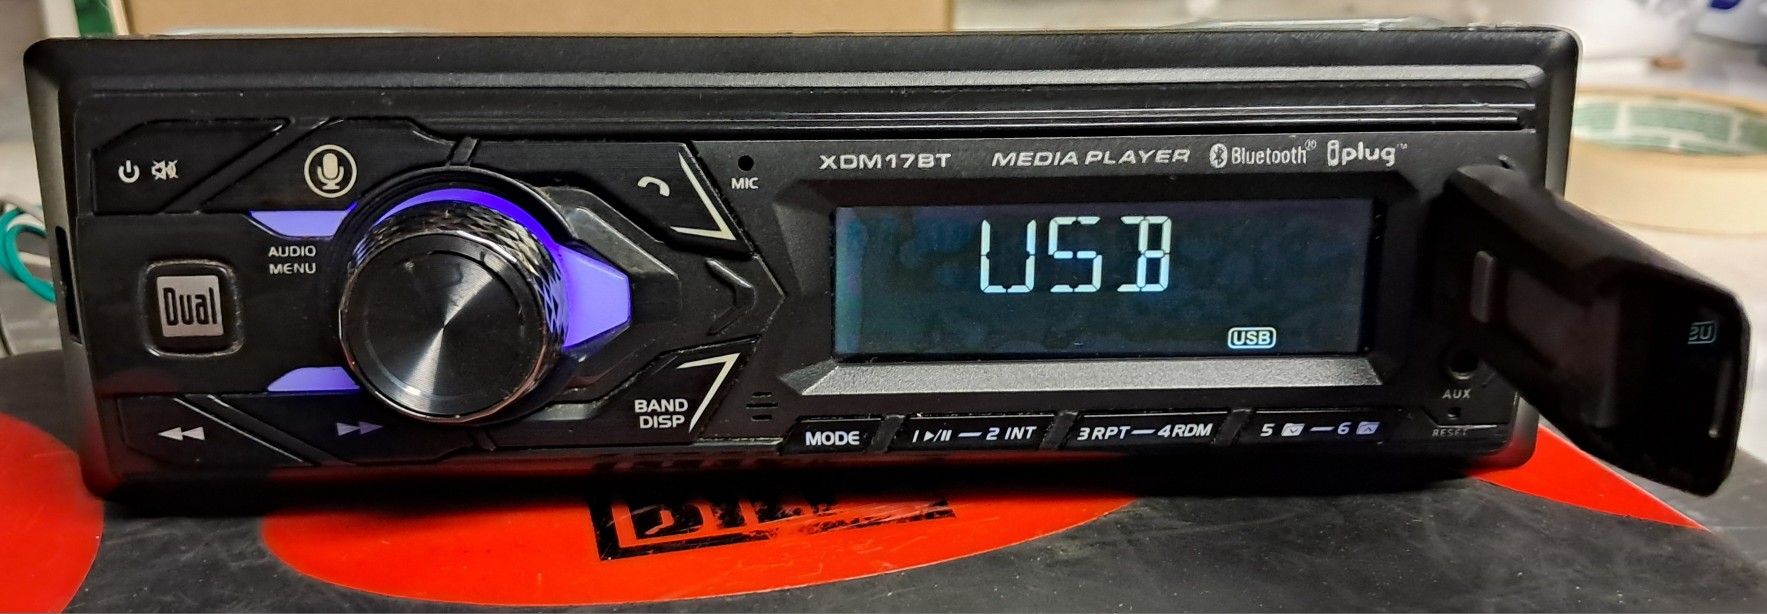 XDM17BT MEDIA PLAYER Bluetooth® iplug™
MIC
USB
AUDIO
MENU
Dual
USB
AUX
BAND
DISP
MODE 1 ▷/II — 2 INT 3 RPT — 4 RDM 5 — 6
RESET